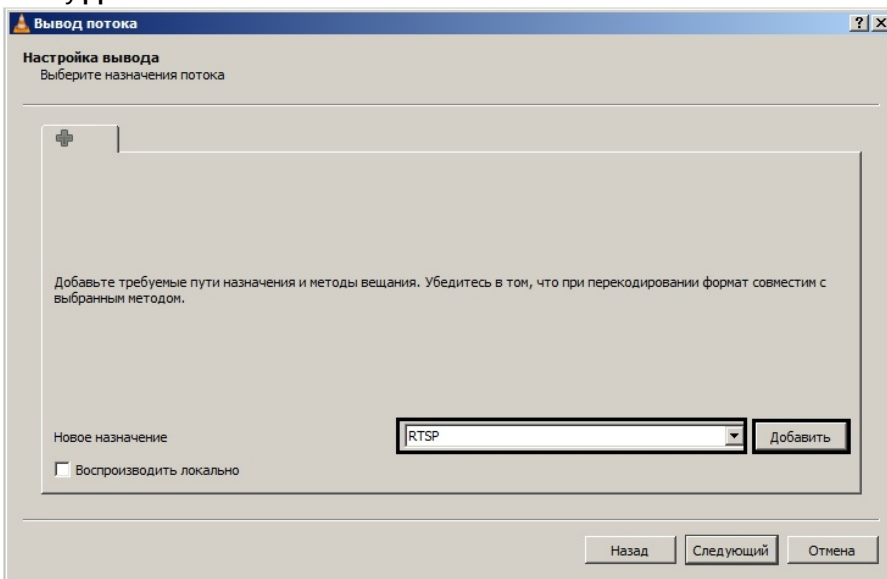 Вывод потока
Настройка вывода
Выберите назначения потока
Добавьте требуемые пути назначения и методы вещания. Убедитесь в том, что при перекодировании формат совместим с
выбранным методом.
Новое назначение RTSP Добавить
Воспроизводить локально
Назад Следующий Отмена